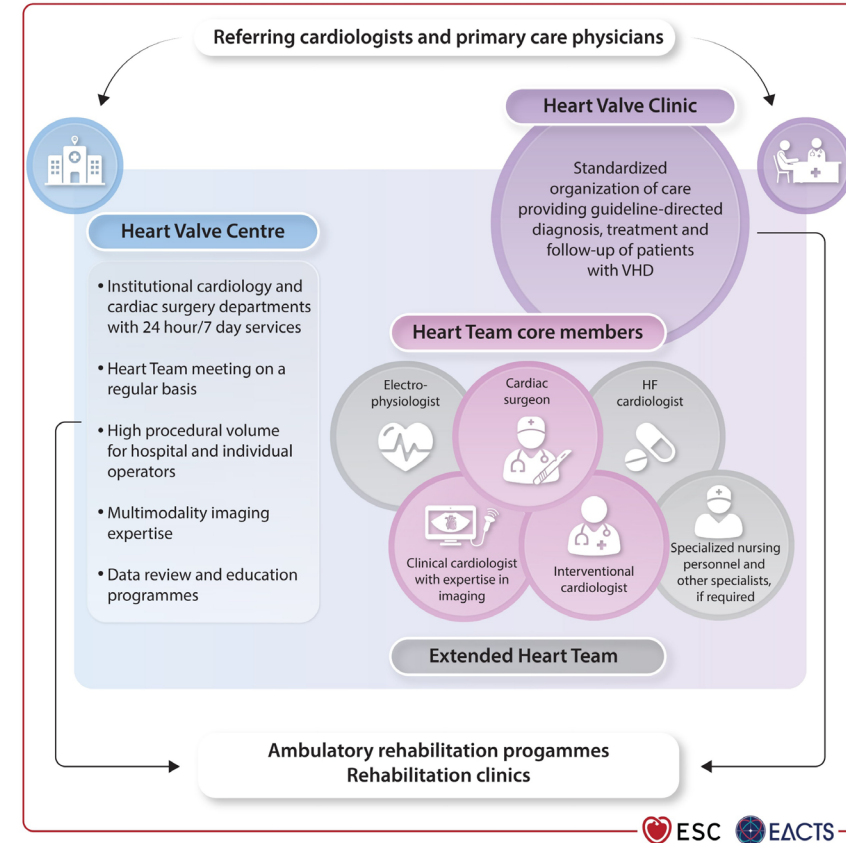 Referring cardiologists and primary care physicians
Heart Valve Clinic
Standardized
organization of care
providing guideline-directed
diagnosis, treatment and
follow-up of patients
with VHD
Heart Valve Centre
• Institutional cardiology and
cardiac surgery departments
with 24 hour/7 day services
• Heart Team meeting on a
regular basis
• High procedural volume
for hospital and individual
operators
• Multimodality imaging
expertise
• Data review and education
programmes
Heart Team core members
Electro-
physiologist
Cardiac
surgeon
HF
cardiologist
Clinical cardiologist
with expertise in
imaging
Interventional
cardiologist
Specialized nursing
personnel and
other specialists,
if required
Extended Heart Team
Ambulatory rehabilitation progammes
Rehabilitation clinics
ESC EACTS